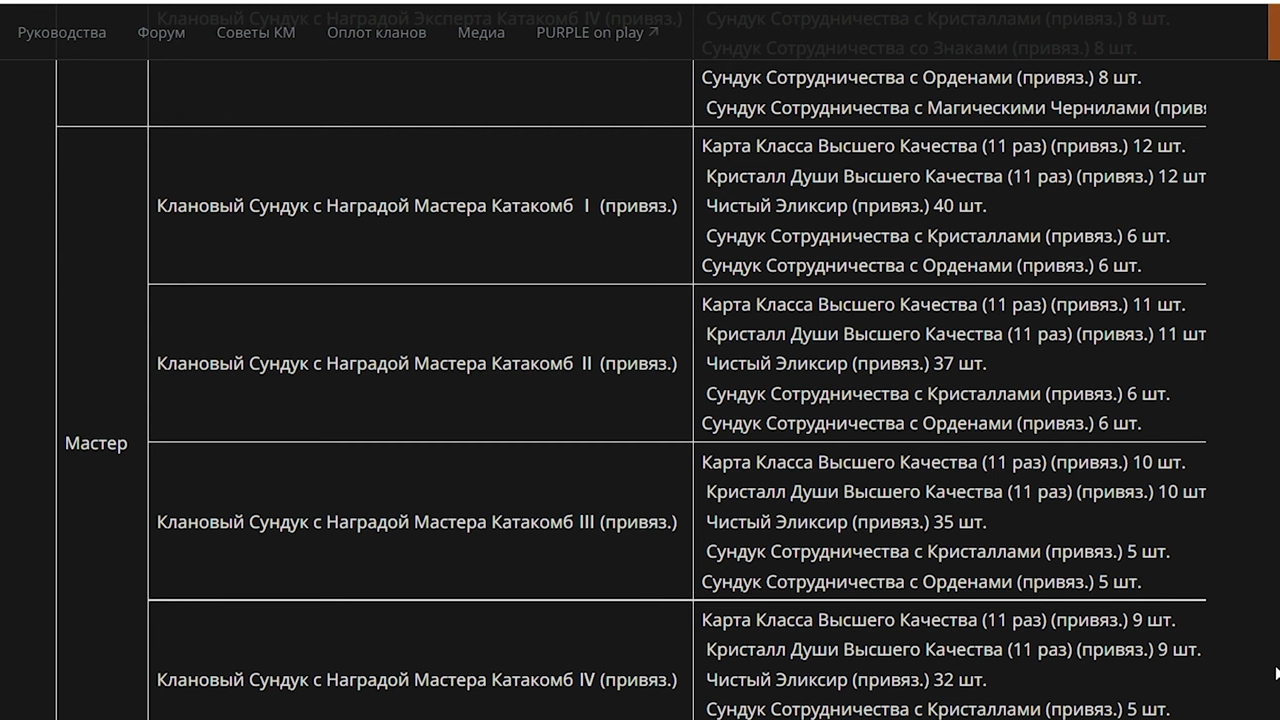 Клановый Сундук с Наградой Эксперта Катакомб IV (привяз.)
Сундук Сотрудничества с Кристаллами (привяз.) 8 шт.
Руководства
Форум
Советы КМ
Оплот кланов
Медиа
PURPLE on play
Сундук Сотрудничества со Знаками (привяз.) 8 шт.
Сундук Сотрудничества с Орденами (привяз.) 8 шт.
Сундук Сотрудничества с Магическими Чернилами (привя
Мастер
Клановый Сундук с Наградой Мастера Катакомб I (привяз.)
Карта Класса Высшего Качества (11 раз) (привяз.) 12 шт.
Кристалл Души Высшего Качества (11 раз) (привяз.) 12 шт
Чистый Эликсир (привяз.) 40 шт.
Сундук Сотрудничества с Кристаллами (привяз.) 6 шт.
Сундук Сотрудничества с Орденами (привяз.) 6 шт.
Клановый Сундук с Наградой Мастера Катакомб II (привяз.)
Карта Класса Высшего Качества (11 раз) (привяз.) 11 шт.
Кристалл Души Высшего Качества (11 раз) (привяз.) 11 шт
Чистый Эликсир (привяз.) 37 шт.
Сундук Сотрудничества с Кристаллами (привяз.) 6 шт.
Сундук Сотрудничества с Орденами (привяз.) 6 шт.
Клановый Сундук с Наградой Мастера Катакомб III (привяз.)
Карта Класса Высшего Качества (11 раз) (привяз.) 10 шт.
Кристалл Души Высшего Качества (11 раз) (привяз.) 10 шт
Чистый Эликсир (привяз.) 35 шт.
Сундук Сотрудничества с Кристаллами (привяз.) 5 шт.
Сундук Сотрудничества с Орденами (привяз.) 5 шт.
Клановый Сундук с Наградой Мастера Катакомб IV (привяз.)
Карта Класса Высшего Качества (11 раз) (привяз.) 9 шт.
Кристалл Души Высшего Качества (11 раз) (привяз.) 9 шт.
Чистый Эликсир (привяз.) 32 шт.
Сундук Сотрудничества с Кристаллами (привяз.) 5 шт.